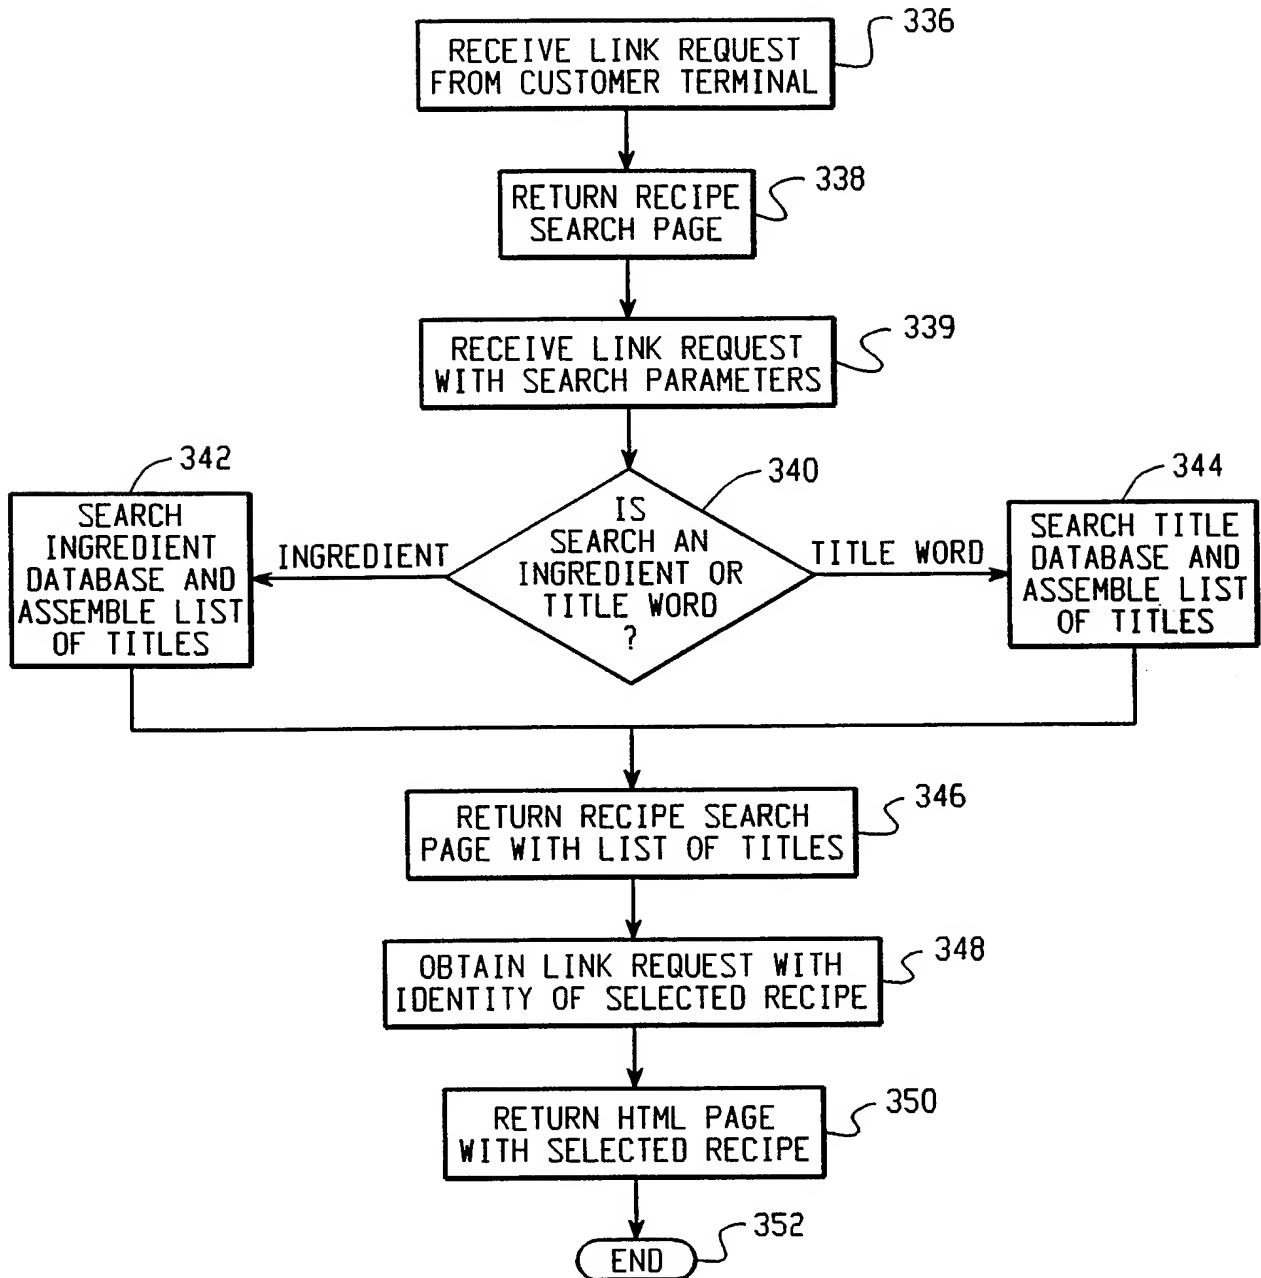 336
RECEIVE LINK REQUEST
FROM CUSTOMER TERMINAL
338
RETURN RECIPE
SEARCH PAGE
339
RECEIVE LINK REQUEST
WITH SEARCH PARAMETERS
342
SEARCH
INGREDIENT
DATABASE AND
ASSEMBLE LIST
OF TITLES
INGREDIENT
340
IS
SEARCH AN
INGREDIENT OR
TITLE WORD
?
TITLE WORD
344
SEARCH TITLE
DATABASE AND
ASSEMBLE LIST
OF TITLES
346
RETURN RECIPE SEARCH
PAGE WITH LIST OF TITLES
348
OBTAIN LINK REQUEST WITH
IDENTITY OF SELECTED RECIPE
350
RETURN HTML PAGE
WITH SELECTED RECIPE
352
END